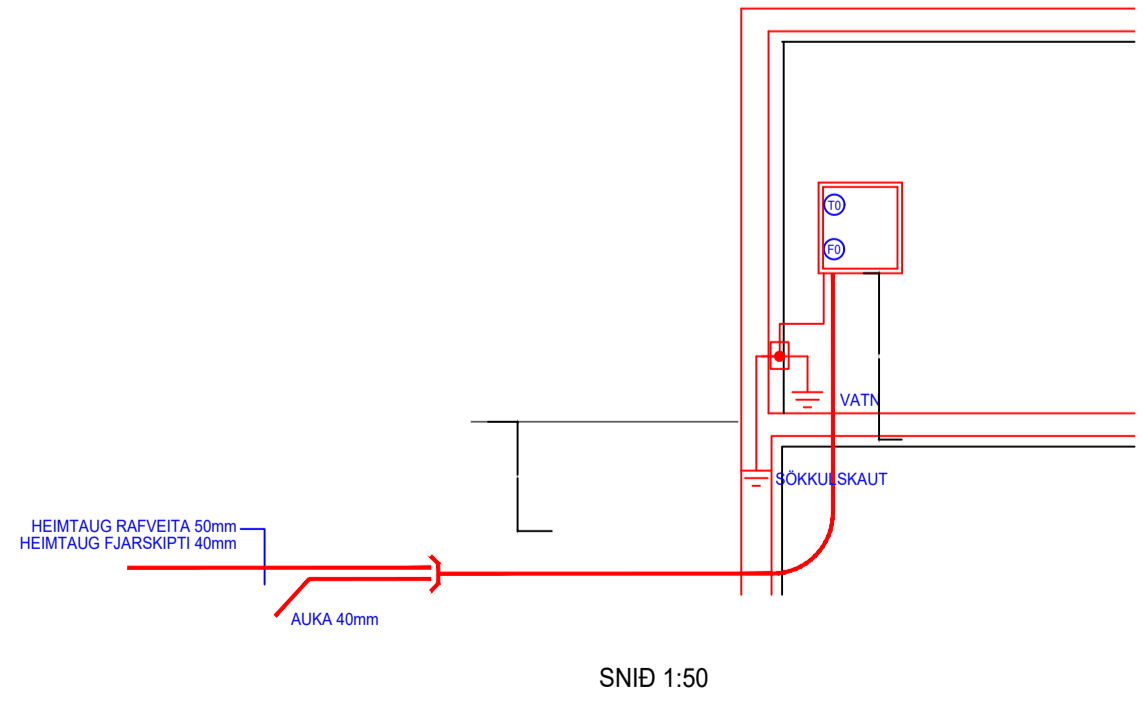 T0
F0
VATN
SÖKKULSKAUT
HEIMTAUG RAFVEITA 50mm
HEIMTAUG FJARSKIPTI 40mm
AUKA 40mm
SNIÐ 1:50